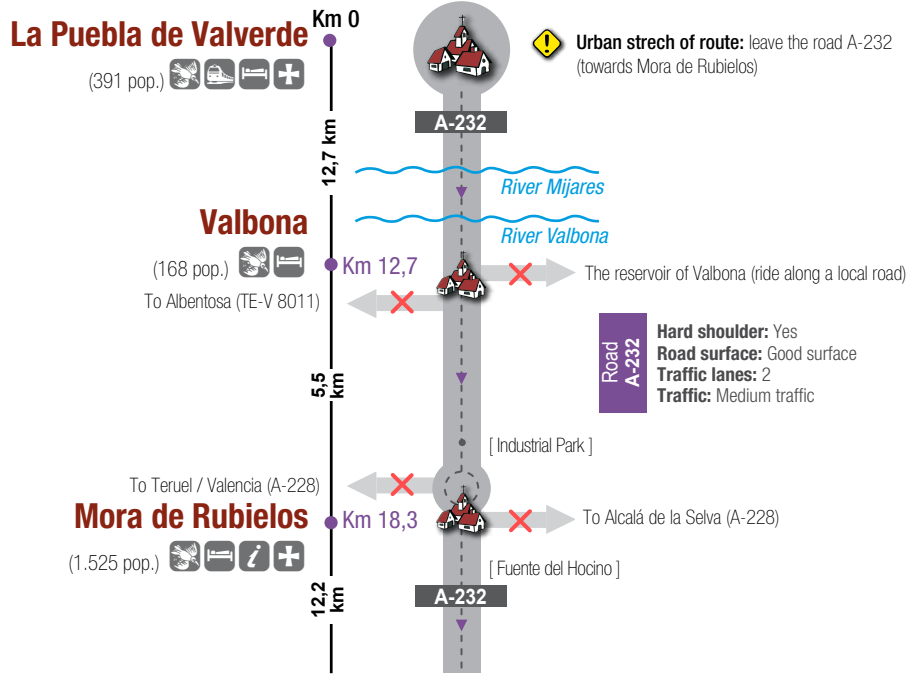 Km 0
La Puebla de Valverde
(391 pop.)
Urban strech of route: leave the road A-232
(towards Mora de Rubielos)
A-232
12,7 km
River Mijares
Valbona
River Valbona
(168 pop.)
Km 12,7
The reservoir of Valbona (ride along a local road)
To Albentosa (TE-V 8011)
Road
A-232
Hard shoulder: Yes
Road surface: Good surface
Traffic lanes: 2
Traffic: Medium traffic
5,5
km
[ Industrial Park ]
To Teruel / Valencia (A-228)
Mora de Rubielos
Km 18,3
To Alcalá de la Selva (A-228)
(1.525 pop.)
i
[ Fuente del Hocino ]
12,2
km
A-232